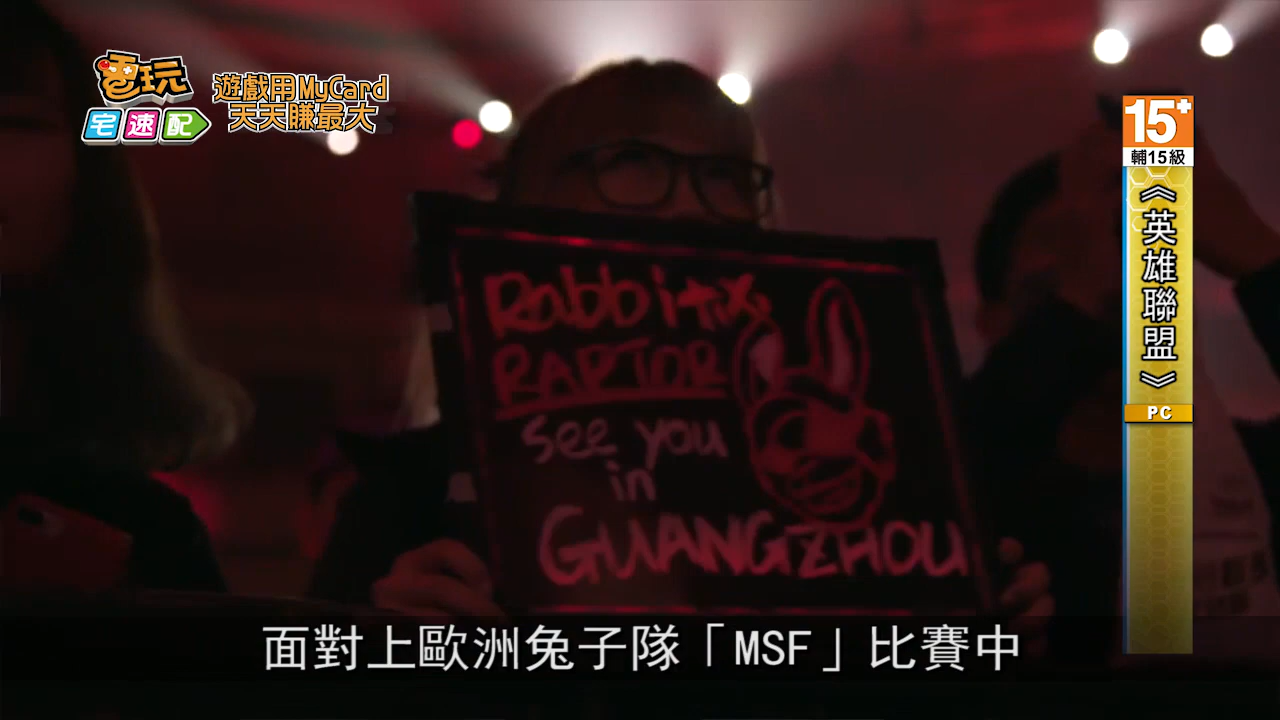 電玩
宅速配
遊戲用MyCard
天天賺最大
15+
輔15級
《英雄聯盟》
PC
Rabbitxx
RAPTOR
see you
in
GUANGZHOU
面對上歐洲兔子隊「MSF」比賽中